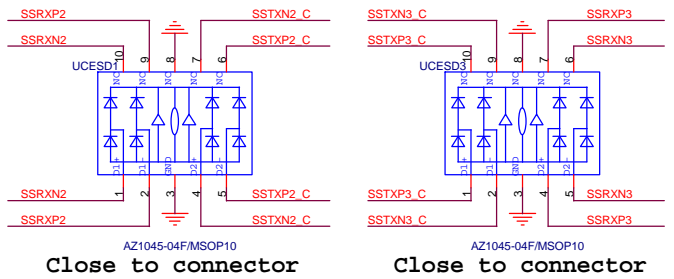 SSRXP2 SSTXN2_C SSTXN3_C SSRXP3
SSRXN2 SSTXP2_C SSTXP3_C SSRXN3
10 9 8 7 6 10 9 8 7 6
UCESD1 UCESD3
NC NC NC NC NC NC
D1+ D1- GND D2+ D2- D1+ D1- GND D2+ D2-
1 2 3 4 5 1 2 3 4 5
SSRXN2 SSTXP2_C SSTXP3_C SSRXN3
SSRXP2 SSTXN2_C SSTXN3_C SSRXP3
AZ1045-04F/MSOP10 AZ1045-04F/MSOP10
Close to connector Close to connector